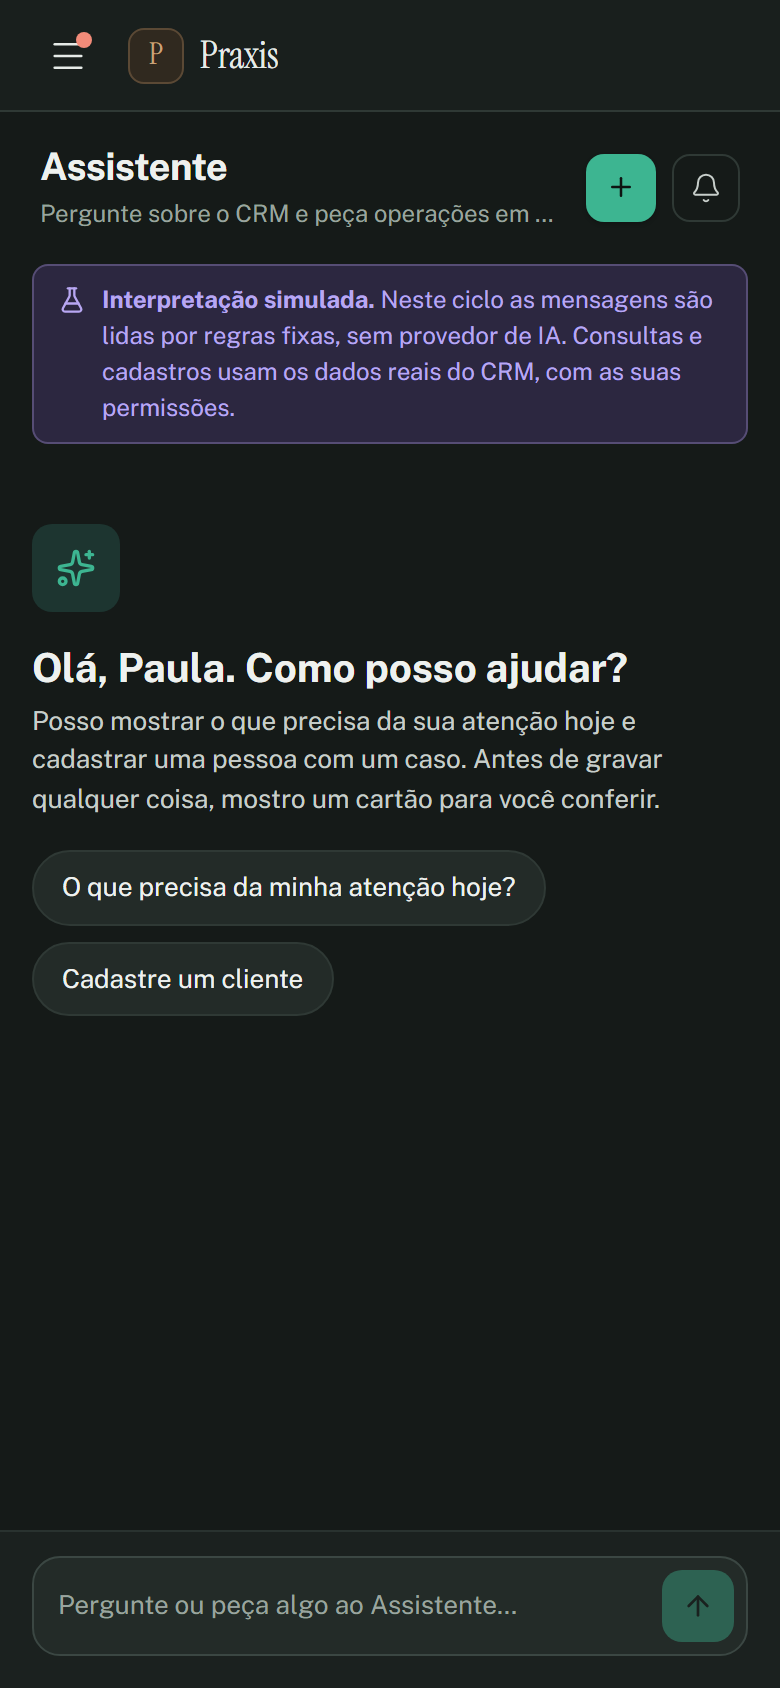 P Praxis
Assistente
Pergunte sobre o CRM e peça operações em ...
Interpretação simulada. Neste ciclo as mensagens são
lidas por regras fixas, sem provedor de IA. Consultas e
cadastros usam os dados reais do CRM, com as suas
permissões.
Olá, Paula. Como posso ajudar?
Posso mostrar o que precisa da sua atenção hoje e
cadastrar uma pessoa com um caso. Antes de gravar
qualquer coisa, mostro um cartão para você conferir.
O que precisa da minha atenção hoje?
Cadastre um cliente
Pergunte ou peça algo ao Assistente...